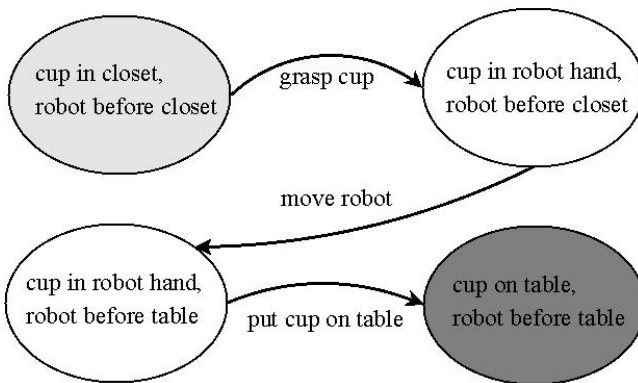 cup in closet,
robot before closet
grasp cup
cup in robot hand,
robot before closet
move robot
cup in robot hand,
robot before table
put cup on table
cup on table,
robot before table